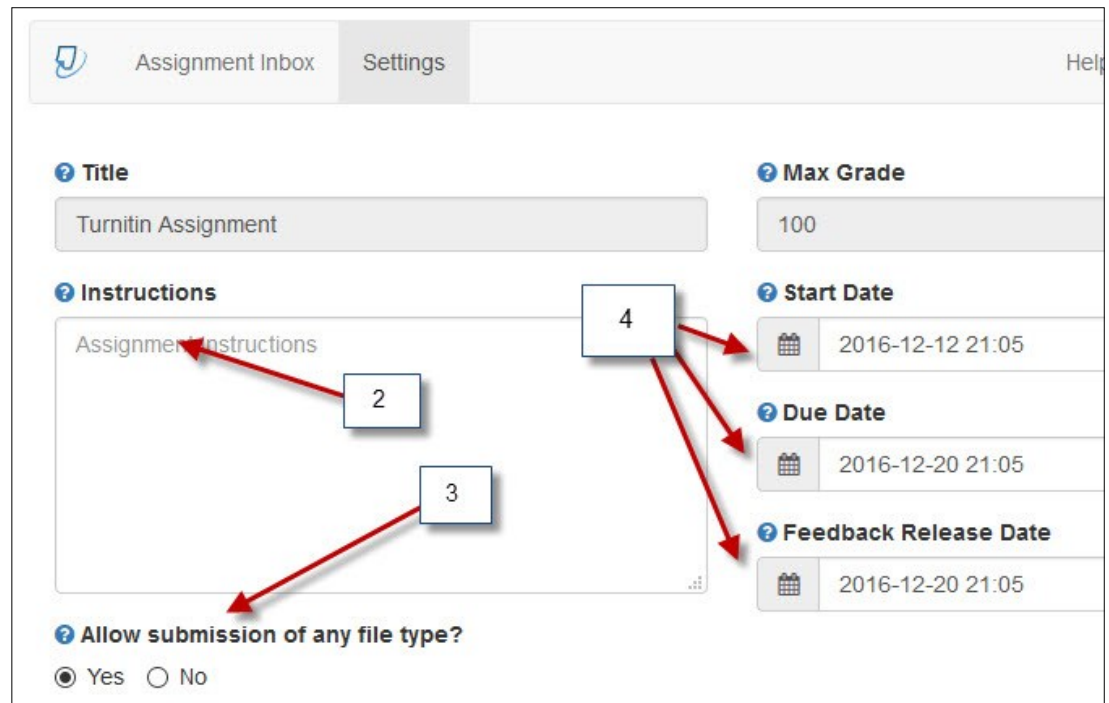 Assignment Inbox Settings
Title
Turnitin Assignment
Max Grade
100
Instructions
Assignment Instructions
2
3
4
Start Date
2016-12-12 21:05
Due Date
2016-12-20 21:05
Feedback Release Date
2016-12-20 21:05
Allow submission of any file type?
Yes No